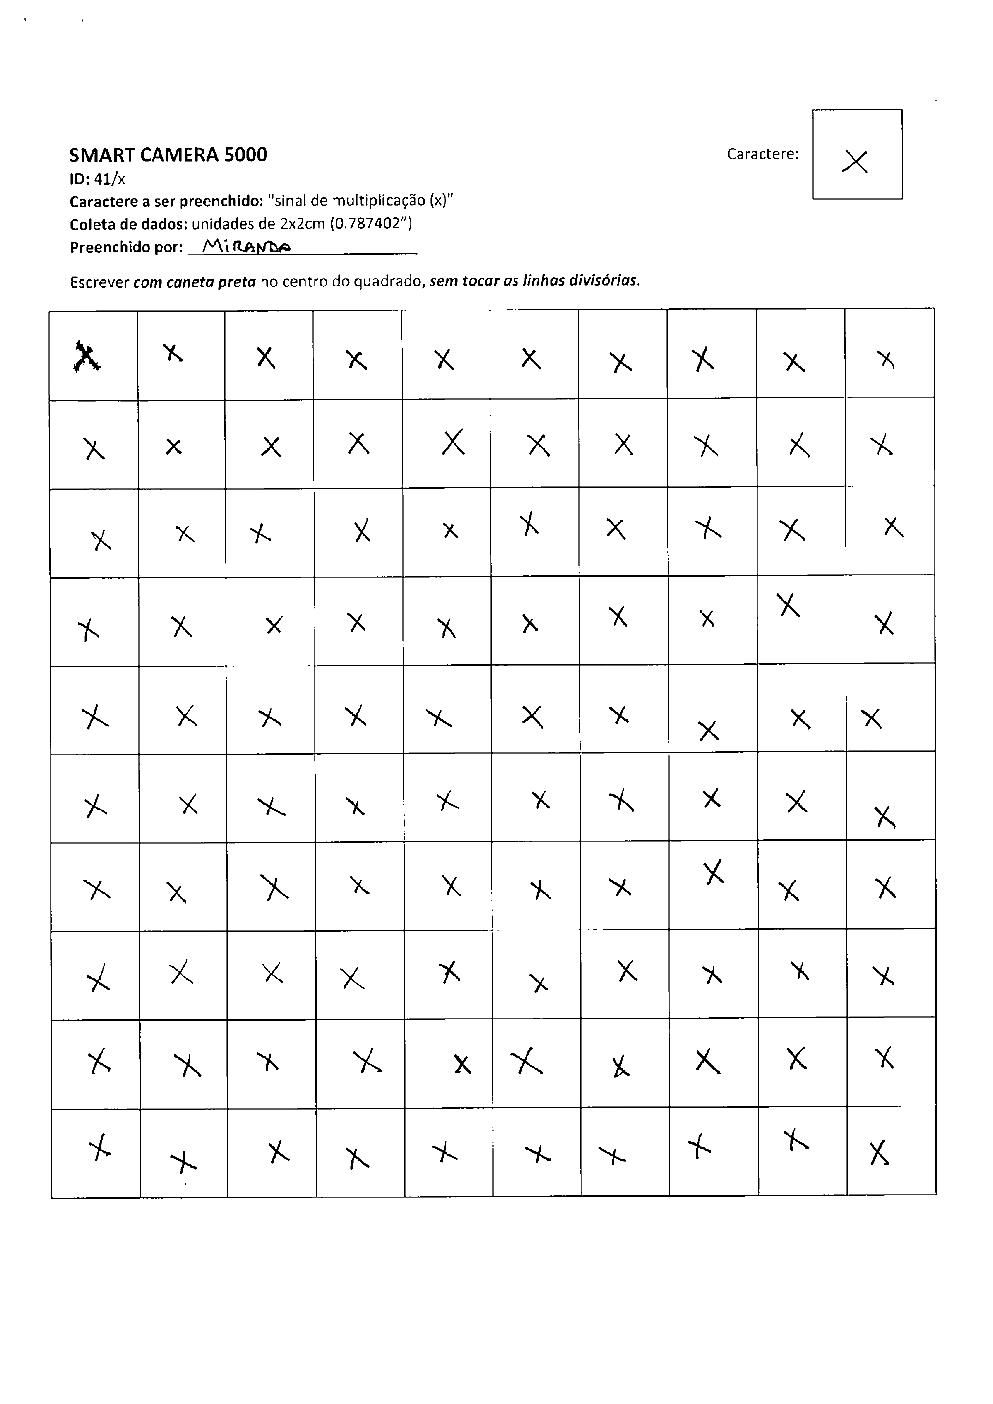 SMART CAMERA 5000
ID: 41/x
Caractere a ser preenchido: "sinal de multiplicação (x)"
Coleta de dados: unidades de 2x2cm (0.787402")
Preenchido por: MiRANDA
Caractere: X
Escrever com caneta preta no centro do quadrado, sem tocar as linhas divisórias.
X X X X X X X X X X
X X X X X X X X X X
X X X X X X X X X X
X X X X X X X X X X
X X X X X X X X X X
X X X X X X X X X X
X X X X X X X X X X
X X X X X X X X X X
X X X X X X X X X X
X X X X X X X X X X